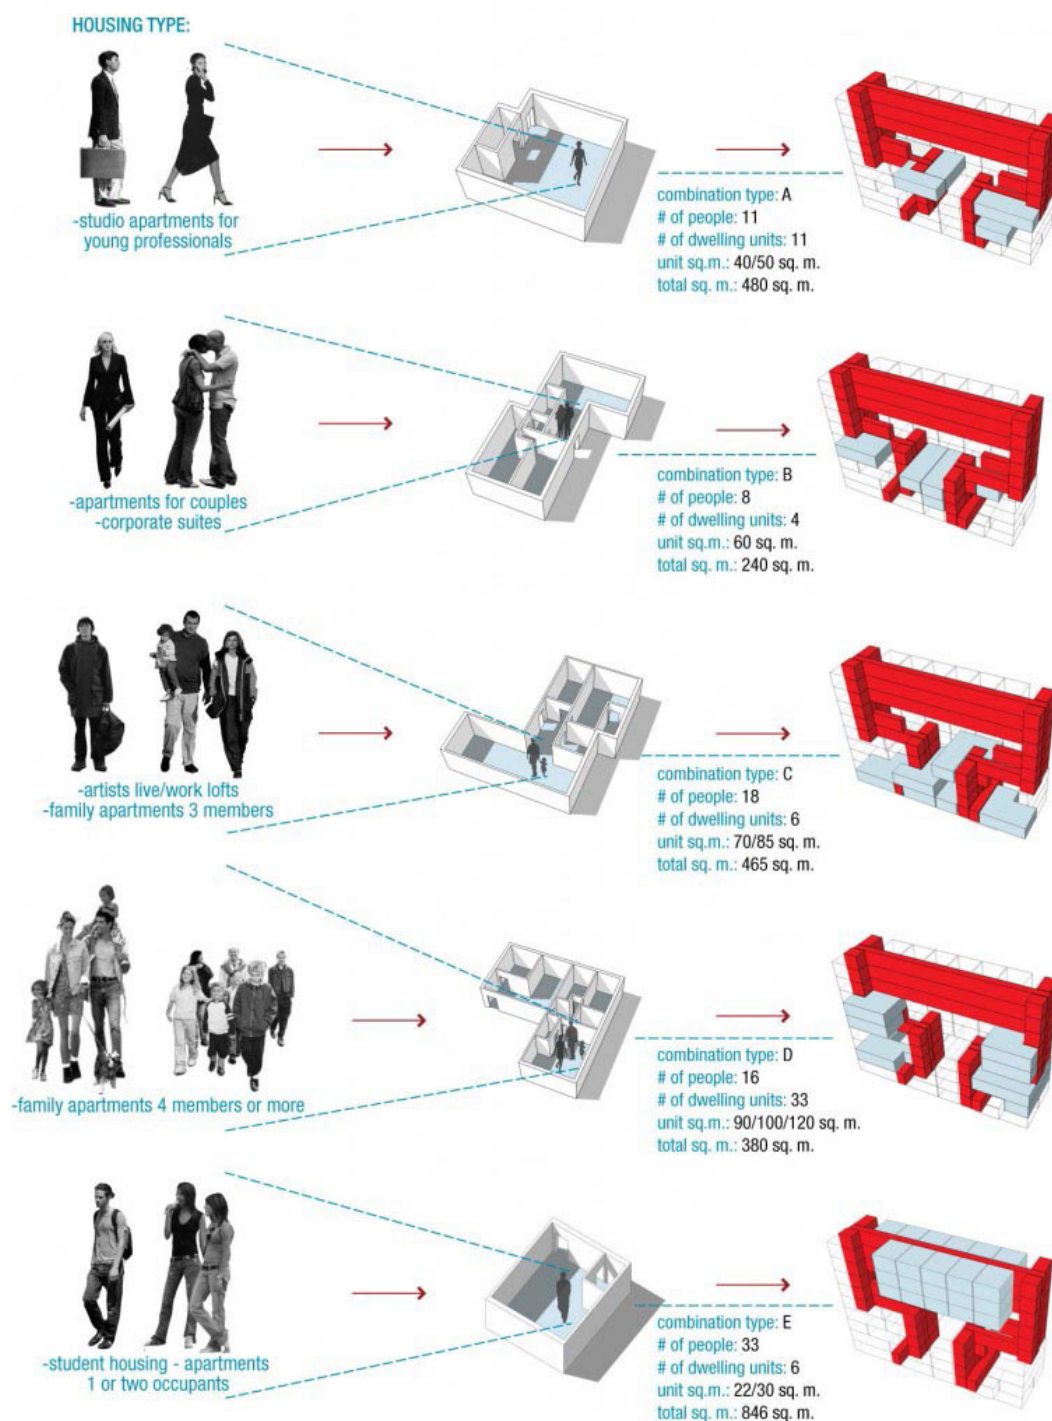 HOUSING TYPE:
-studio apartments for
young professionals
combination type: A
# of people: 11
# of dwelling units: 11
unit sq.m.: 40/50 sq. m.
total sq. m.: 480 sq. m.
-apartments for couples
-corporate suites
combination type: B
# of people: 8
# of dwelling units: 4
unit sq.m.: 60 sq. m.
total sq. m.: 240 sq. m.
-artists live/work lofts
-family apartments 3 members
combination type: C
# of people: 18
# of dwelling units: 6
unit sq.m.: 70/85 sq. m.
total sq. m.: 465 sq. m.
-family apartments 4 members or more
combination type: D
# of people: 16
# of dwelling units: 33
unit sq.m.: 90/100/120 sq. m.
total sq. m.: 380 sq. m.
-student housing - apartments
1 or two occupants
combination type: E
# of people: 33
# of dwelling units: 6
unit sq.m.: 22/30 sq. m.
total sq. m.: 846 sq. m.